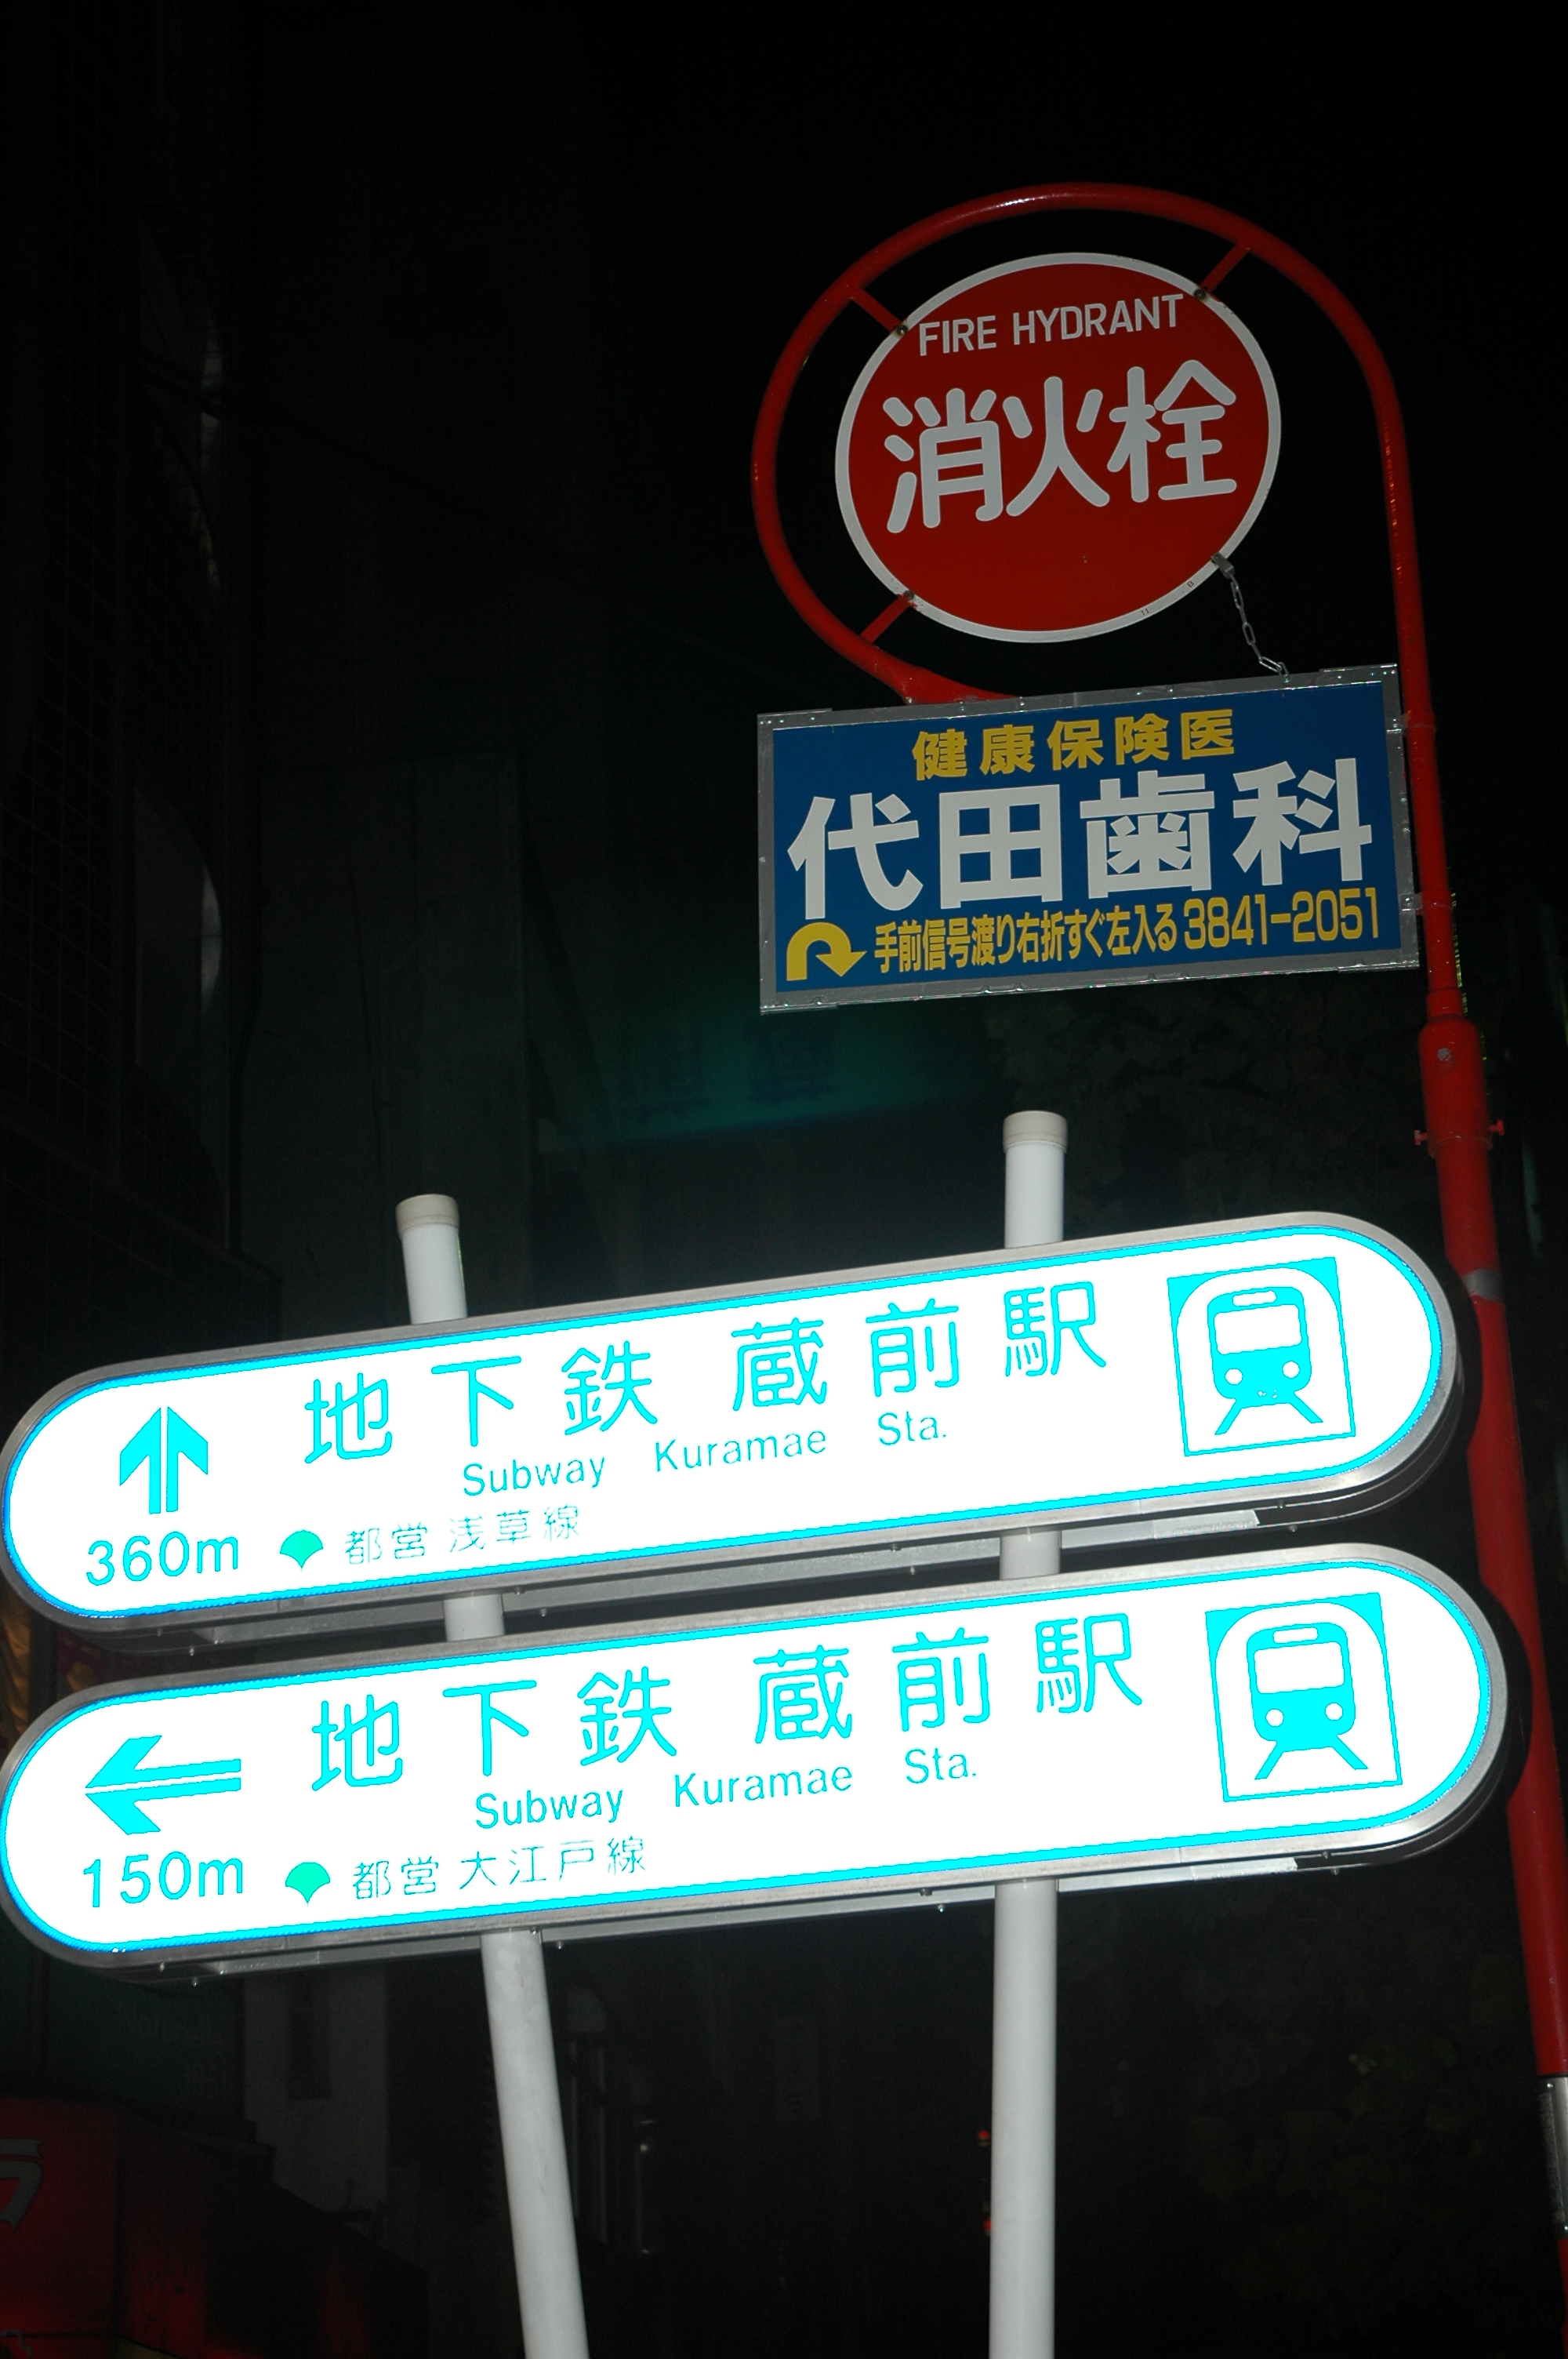 FIRE HYDRANT
消火栓
健康保険医
代田歯科
手前信号渡り右折すぐ左入る 3841-2051
地下鉄 蔵前駅
Subway Kuramae Sta.
360m 都営 浅草線
地下鉄 蔵前駅
Subway Kuramae Sta.
150m 都営 大江戸線